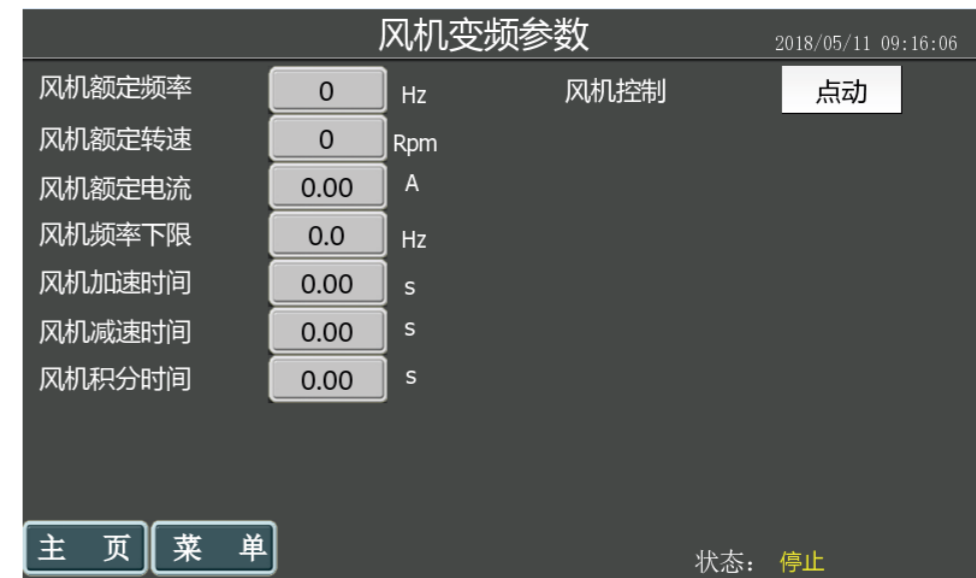 风机变频参数 2018/05/11 09:16:06
风机额定频率 0 Hz 风机控制 点动
风机额定转速 0 Rpm
风机额定电流 0.00 A
风机频率下限 0.0 Hz
风机加速时间 0.00 s
风机减速时间 0.00 s
风机积分时间 0.00 s
主 页 菜 单
状态： 停止